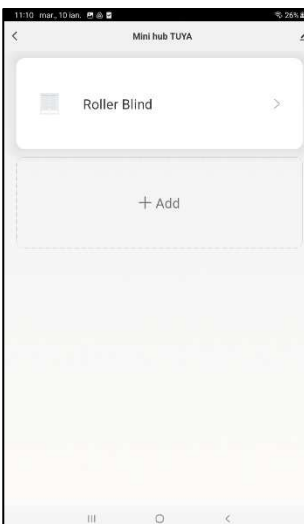 11:10 mar., 10 ian. 26%
Mini hub TUYA
Roller Blind
+ Add